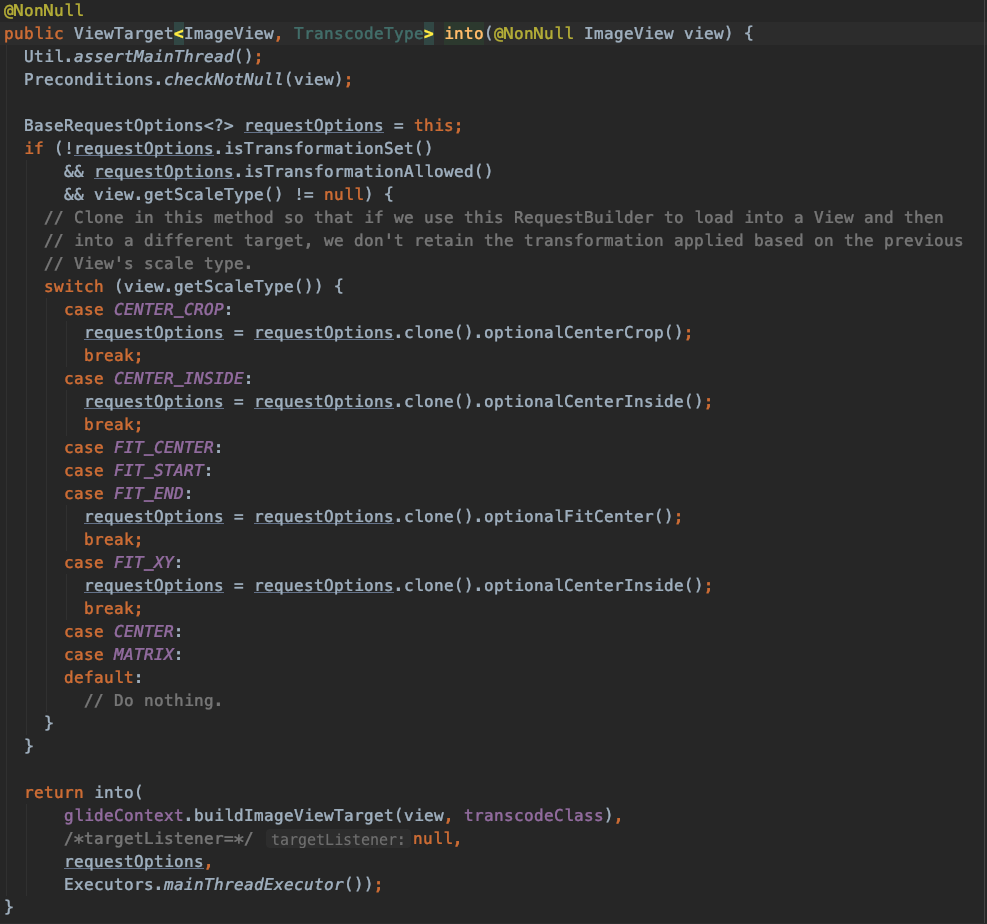 @NonNull
public ViewTarget<ImageView, TranscodeType> into(@NonNull ImageView view) {
  Util.assertMainThread();
  Preconditions.checkNotNull(view);

  BaseRequestOptions<?> requestOptions = this;
  if (!requestOptions.isTransformationSet()
      && requestOptions.isTransformationAllowed()
      && view.getScaleType() != null) {
    // Clone in this method so that if we use this RequestBuilder to load into a View and then
    // into a different target, we don't retain the transformation applied based on the previous
    // View's scale type.
    switch (view.getScaleType()) {
      case CENTER_CROP:
        requestOptions = requestOptions.clone().optionalCenterCrop();
        break;
      case CENTER_INSIDE:
        requestOptions = requestOptions.clone().optionalCenterInside();
        break;
      case FIT_CENTER:
      case FIT_START:
      case FIT_END:
        requestOptions = requestOptions.clone().optionalFitCenter();
        break;
      case FIT_XY:
        requestOptions = requestOptions.clone().optionalCenterInside();
        break;
      case CENTER:
      case MATRIX:
      default:
        // Do nothing.
    }
  }

  return into(
      glideContext.buildImageViewTarget(view, transcodeClass),
      /*targetListener=*/ targetListener: null,
      requestOptions,
      Executors.mainThreadExecutor());
}